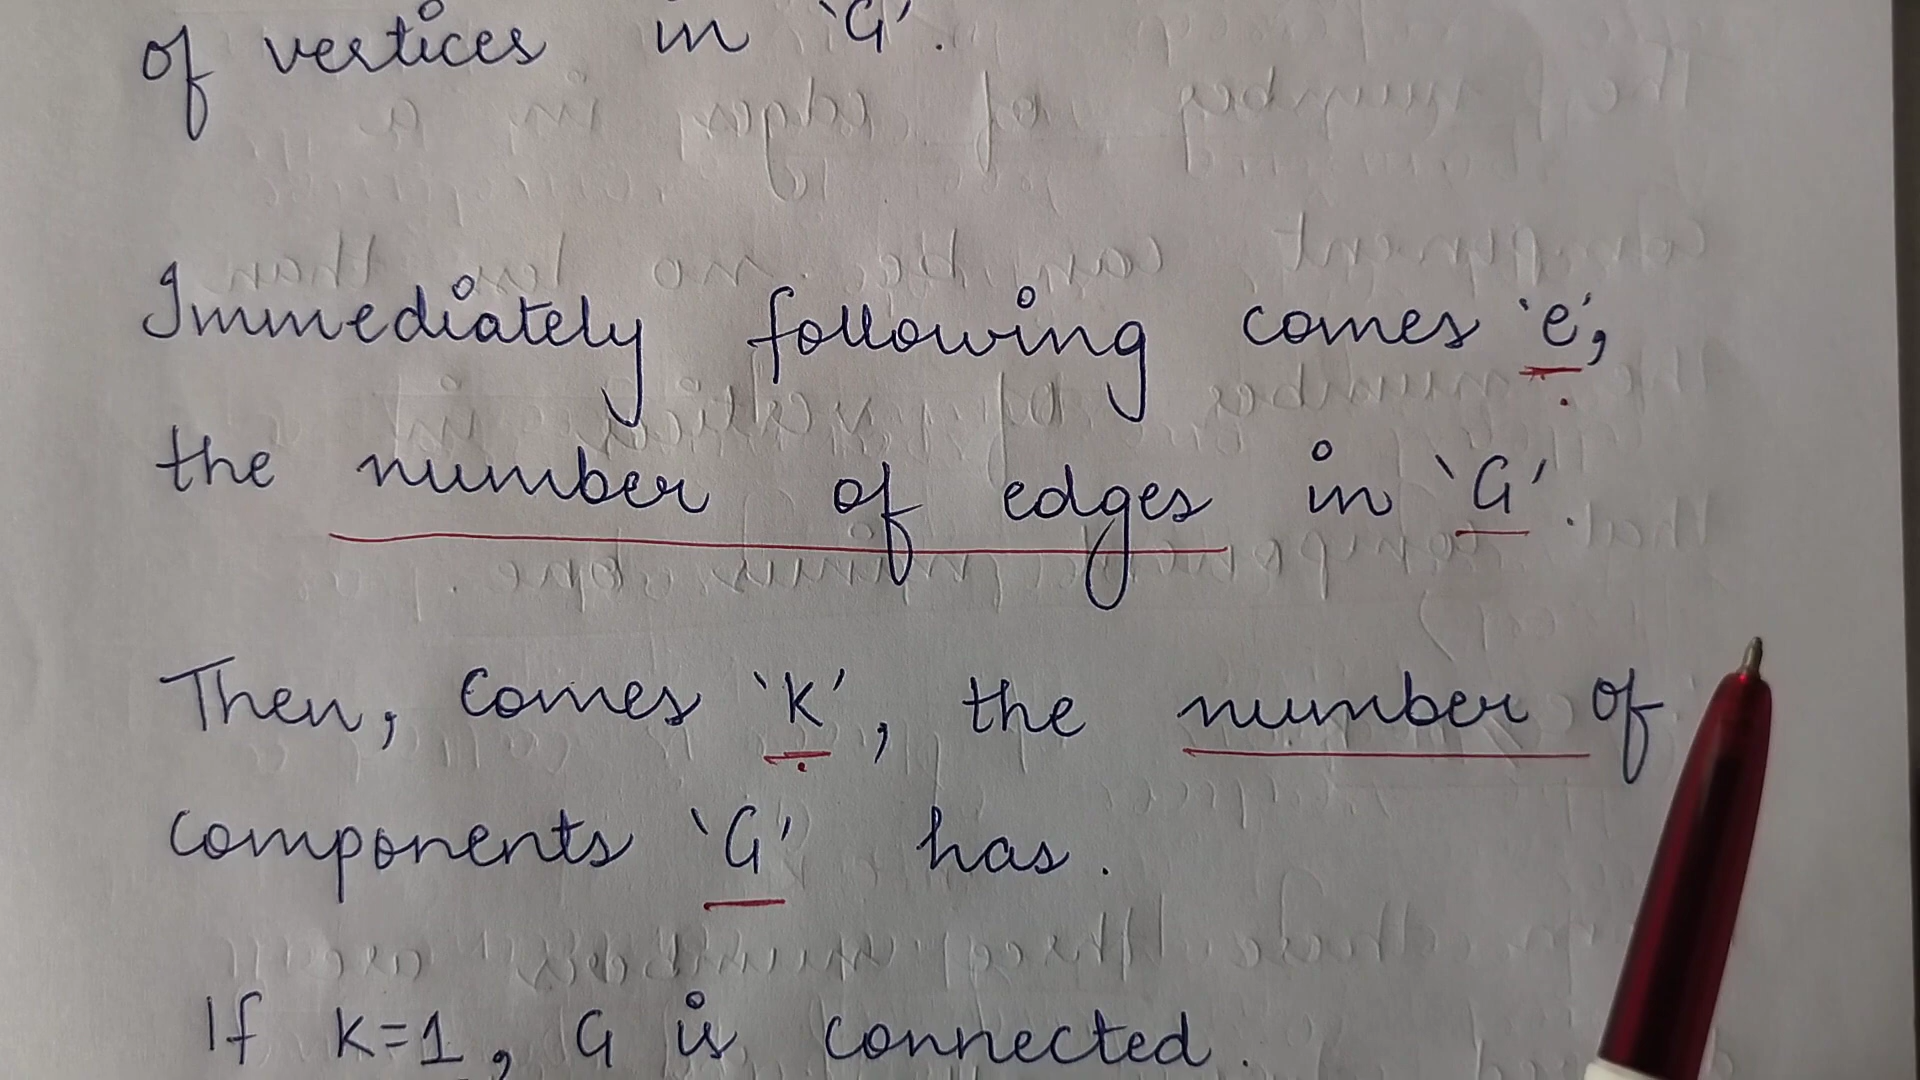 of vertices in 'G'.
Immediately following comes 'e',
the number of edges in 'G'.
Then, comes 'K', the number of
components 'G' has.
If K=1, G is connected.